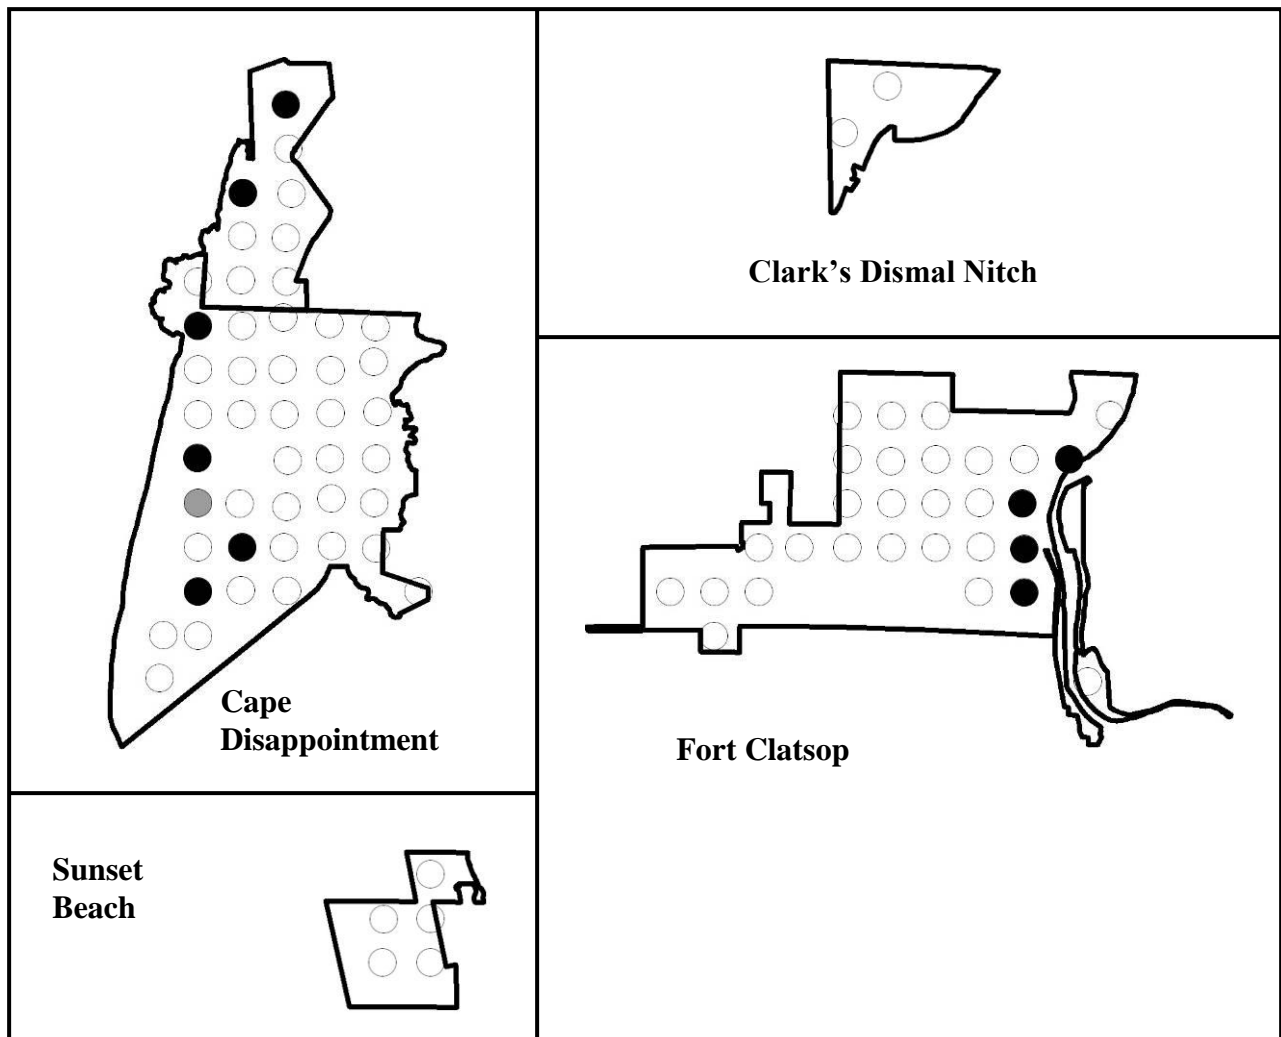 Clark’s Dismal Nitch
Cape
Disappointment
Fort Clatsop
Sunset
Beach